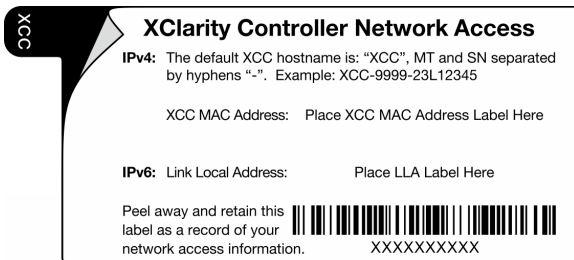 XCC
XClarity Controller Network Access
IPv4: The default XCC hostname is: “XCC”, MT and SN separated
by hyphens “-”. Example: XCC-9999-23L12345
XCC MAC Address: Place XCC MAC Address Label Here
IPv6: Link Local Address: Place LLA Label Here
Peel away and retain this
label as a record of your
network access information.
XXXXXXXXXX